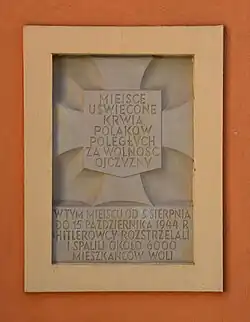 MIEJSCE
UŚWIĘCONE
KRWIĄ
POLAKÓW
POLEGŁYCH
ZA WOLNOŚĆ
OJCZYZNY
W TYM MIEJSCU OD 5 SIERPNIA
DO 15 PAŹDZIERNIKA 1944 R.
HITLEROWCY ROZSTRZELALI
I SPALILI OKOŁO 6000
MIESZKAŃCÓW WOLI